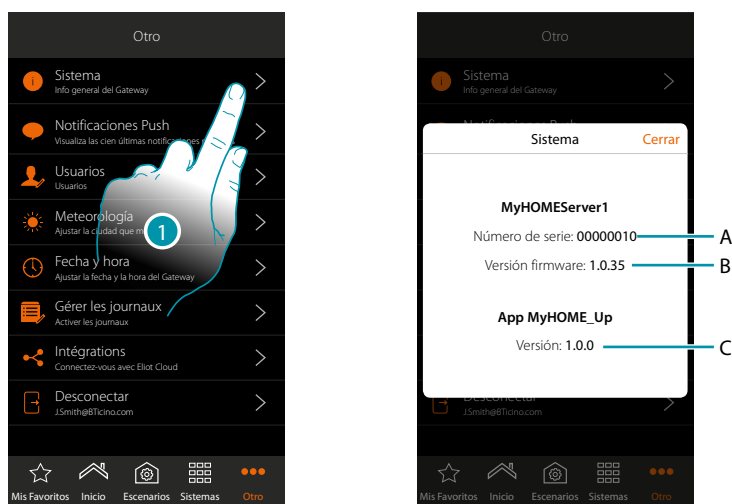 Otro
Sistema
Info general del Gateway
Notificaciones Push
Visualiza las cien últimas notificaciones
Usuarios
Usuarios
Meteorología
Ajustar la ciudad que m
1
Fecha y hora
Ajustar la fecha y la hora del Gateway
Gérer les journaux
Activer les journaux
Intégrations
Connectez-vous avec Eliot Cloud
Desconectar
J.Smith@BTicino.com
Mis Favoritos Inicio Escenarios Sistemas Otro
Otro
Sistema
Info general del Gateway
Notificaciones Push
Sistema Cerrar
MyHOMEServer1
Número de serie: 00000010 A
Versión firmware: 1.0.35 B
App MyHOME_Up
Versión: 1.0.0 C
Desconectar
J.Smith@BTicino.com
Mis Favoritos Inicio Escenarios Sistemas Otro